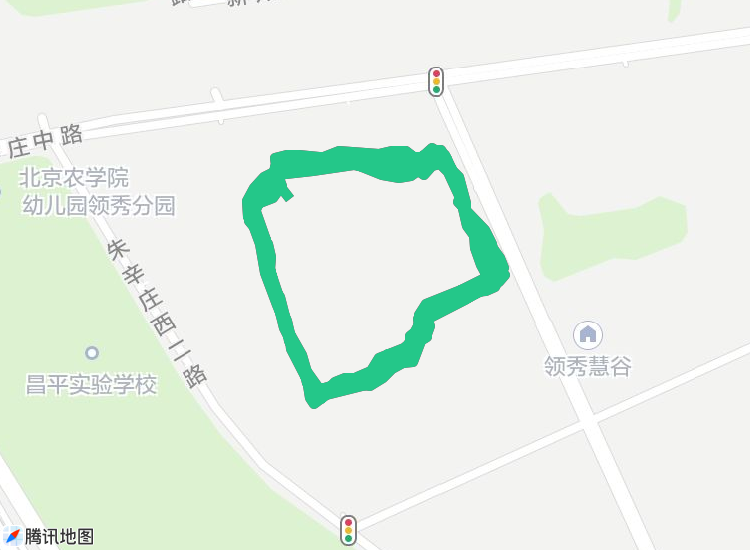 庄中路
北京农学院
幼儿园领秀分园
朱辛庄西二路
昌平实验学校
领秀慧谷
腾讯地图